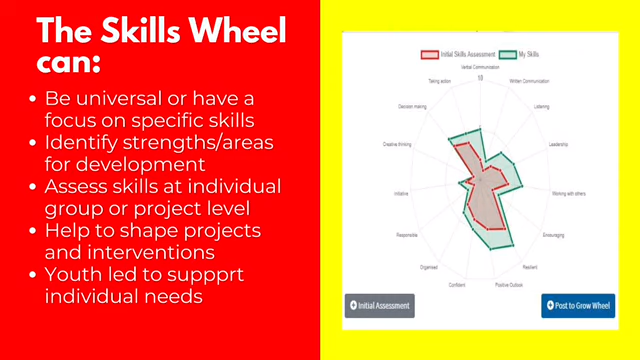 The Skills Wheel
can:
• Be universal or have a
focus on specific skills
• Identify strengths/areas
for development
• Assess skills at individual
group or project level
• Help to shape projects
and interventions
• Youth led to suppprt
individual needs
Initial Skills Assessment
My Skills
Verbal Communication
10
Taking action
Written Communication
Decision making
Listening
Creative thinking
Leadership
Initiative
Working with others
Responsible
Encouraging
Organised
Resilient
Confident
Positive Outlook
Initial Assessment
Post to Grow Wheel